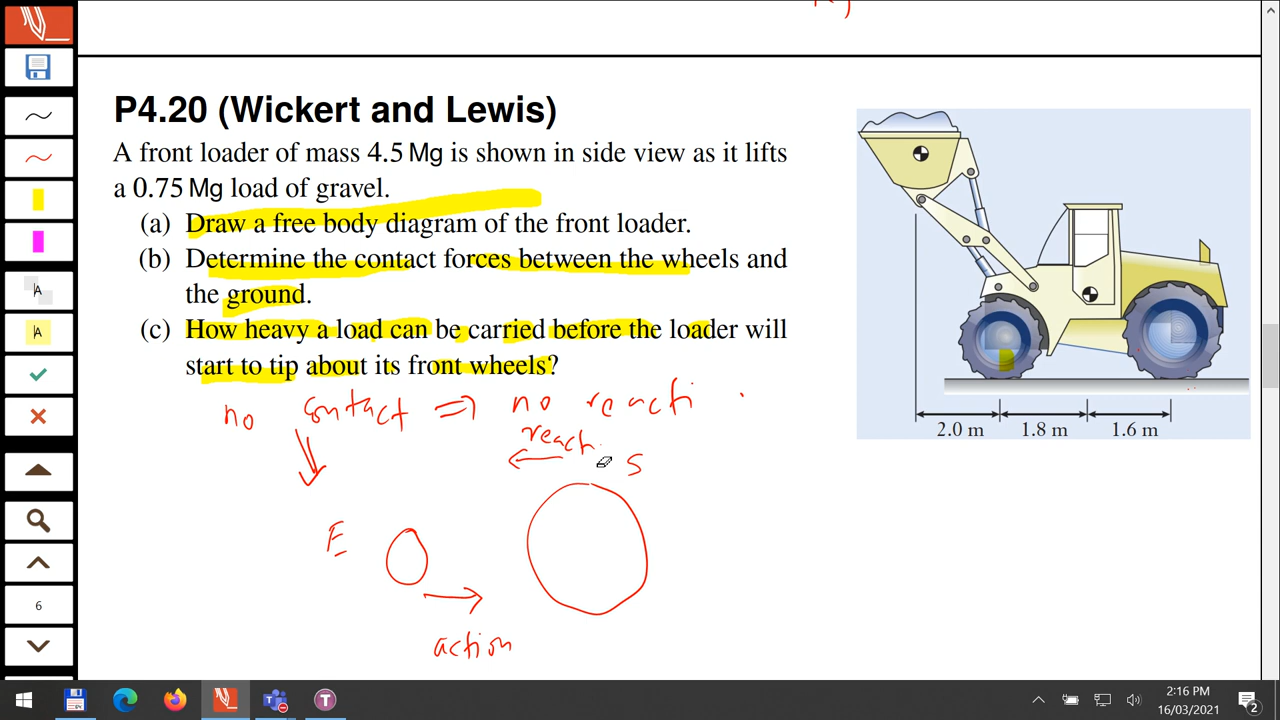 P4.20 (Wickert and Lewis)
A front loader of mass 4.5 Mg is shown in side view as it lifts
a 0.75 Mg load of gravel.
(a) Draw a free body diagram of the front loader.
(b) Determine the contact forces between the wheels and
the ground.
(c) How heavy a load can be carried before the loader will
start to tip about its front wheels?
2.0 m 1.8 m 1.6 m
no contact => no reacti
reacti
S
E
action
A
A
6
T
2:16 PM
16/03/2021
2